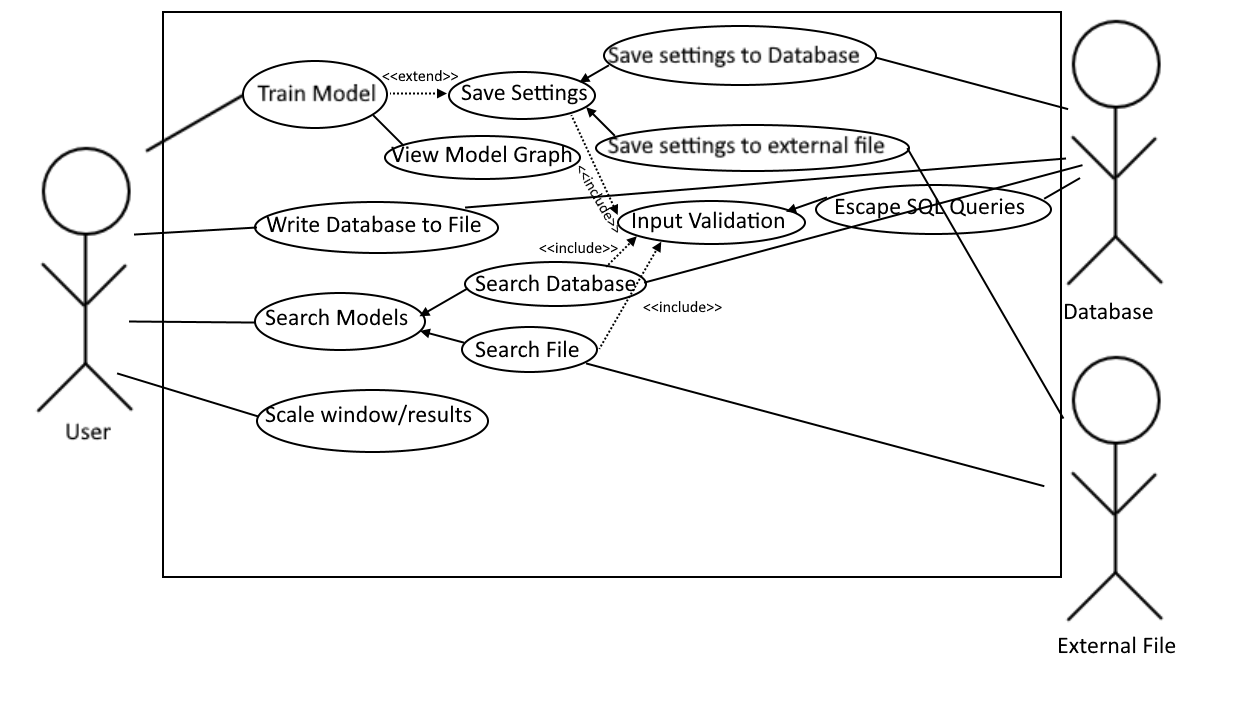 Save settings to Database
<<extend>>
Train Model
Save Settings
Save settings to external file
View Model Graph
<<include>>
Escape SQL Queries
Write Database to File
Input Validation
<<include>>
Search Database
<<include>>
Database
Search Models
Search File
Scale window/results
User
External File